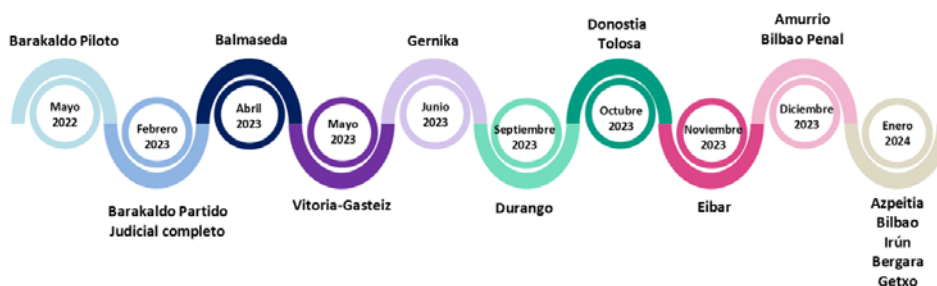 Barakaldo Piloto
Mayo
2022
Febrero
2023
Barakaldo Partido
Judicial completo
Balmaseda
Abril
2023
Mayo
2023
Vitoria-Gasteiz
Gernika
Junio
2023
Septiembre
2023
Durango
Donostia
Tolosa
Octubre
2023
Noviembre
2023
Eibar
Amurrio
Bilbao Penal
Diciembre
2023
Enero
2024
Azpeitia
Bilbao
Irún
Bergara
Getxo